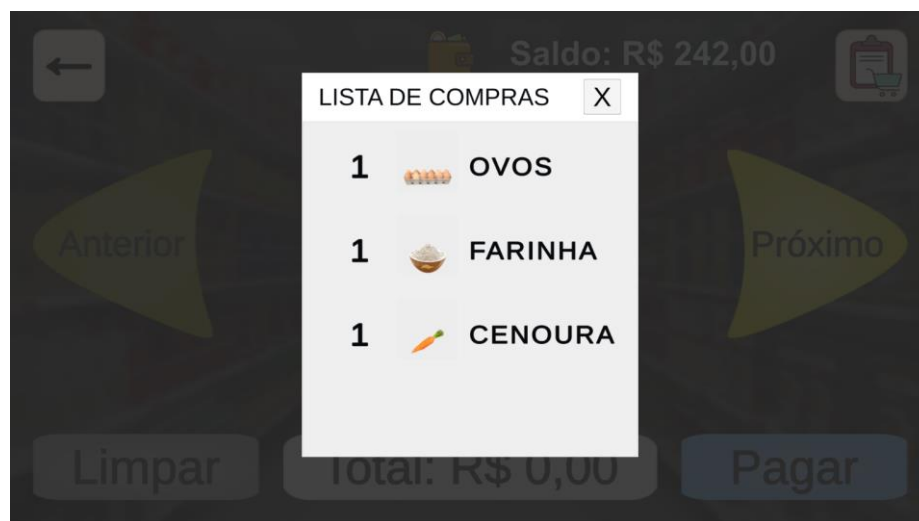 Saldo: R$ 242,00
LISTA DE COMPRAS X
1 OVOS
Anterior
1 FARINHA
Próximo
1 CENOURA
Limpar
Total: R$ 0,00
Pagar